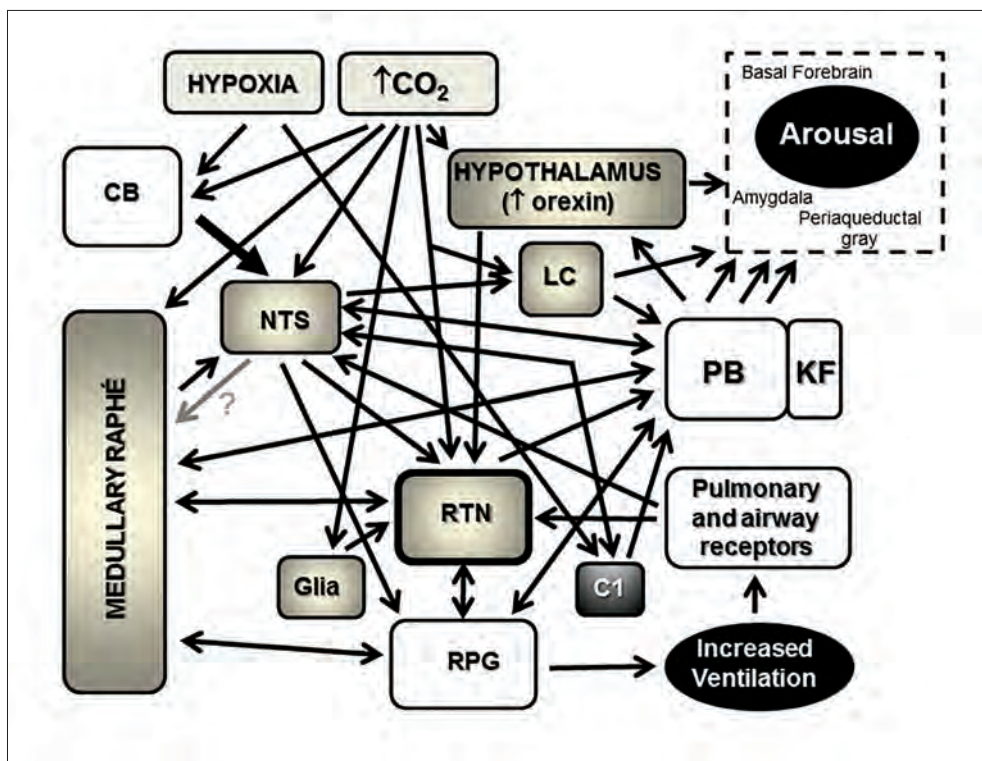 HYPOXIA
↑CO₂
Basal Forebrain
Arousal
CB
HYPOTHALAMUS
(↑ orexin)
Amygdala
Periaqueductal
gray
LC
NTS
PB
KF
?
MEDULLARY RAPHÉ
RTN
Pulmonary
and airway
receptors
Glia
C1
RPG
Increased
Ventilation